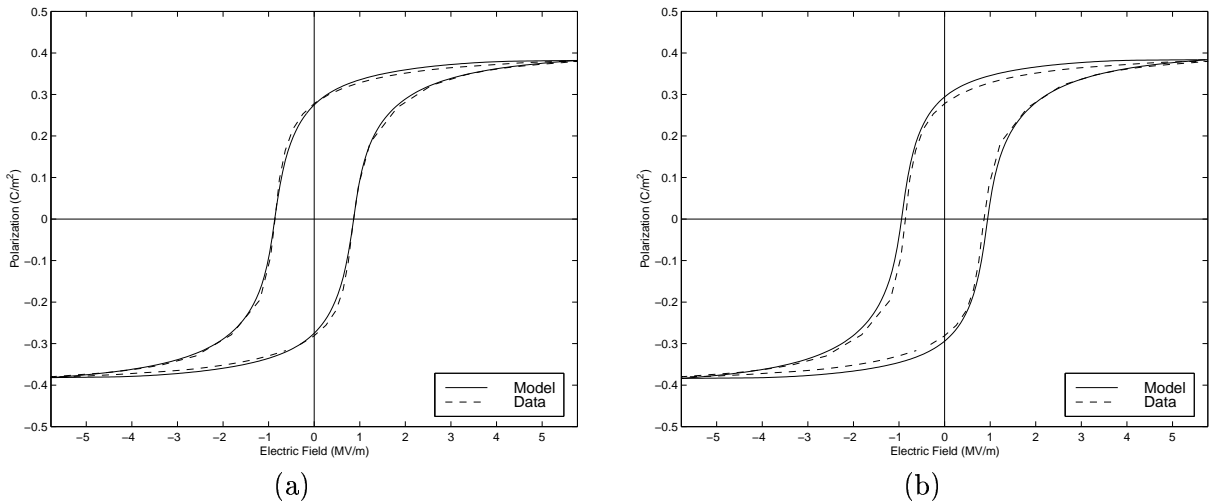 0.5
0.4
0.3
0.2
0.1
0
−0.1
−0.2
−0.3
−0.4
−0.5
Polarization (C/m²)
−5 −4 −3 −2 −1 0 1 2 3 4 5
Electric Field (MV/m)
Model
Data
(a)
0.5
0.4
0.3
0.2
0.1
0
−0.1
−0.2
−0.3
−0.4
−0.5
Polarization (C/m²)
−5 −4 −3 −2 −1 0 1 2 3 4 5
Electric Field (MV/m)
Model
Data
(b)